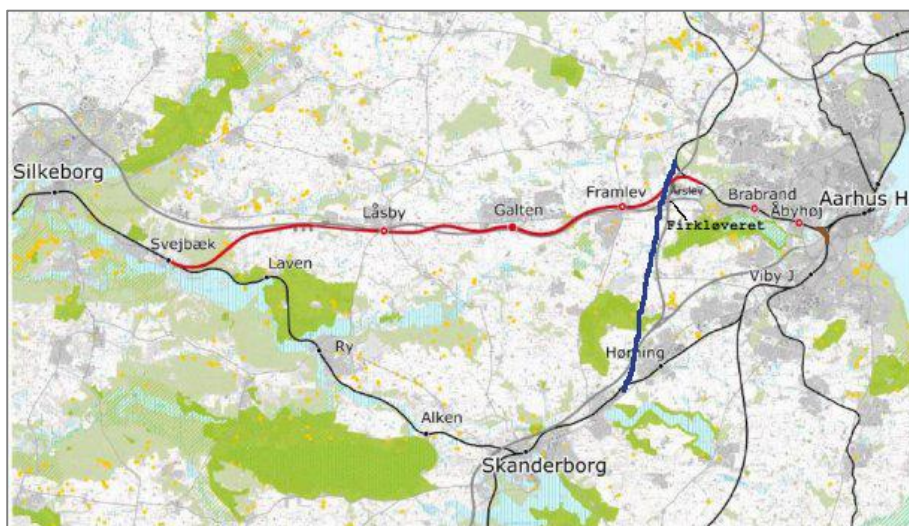 Silkeborg
Svejbæk
Låsby
Galten
Framlev
Årslev
Firkløveret
Brabrand
Åbyhøj
Aarhus H
Laven
Viby J
Ry
Hørning
Alken
Skanderborg